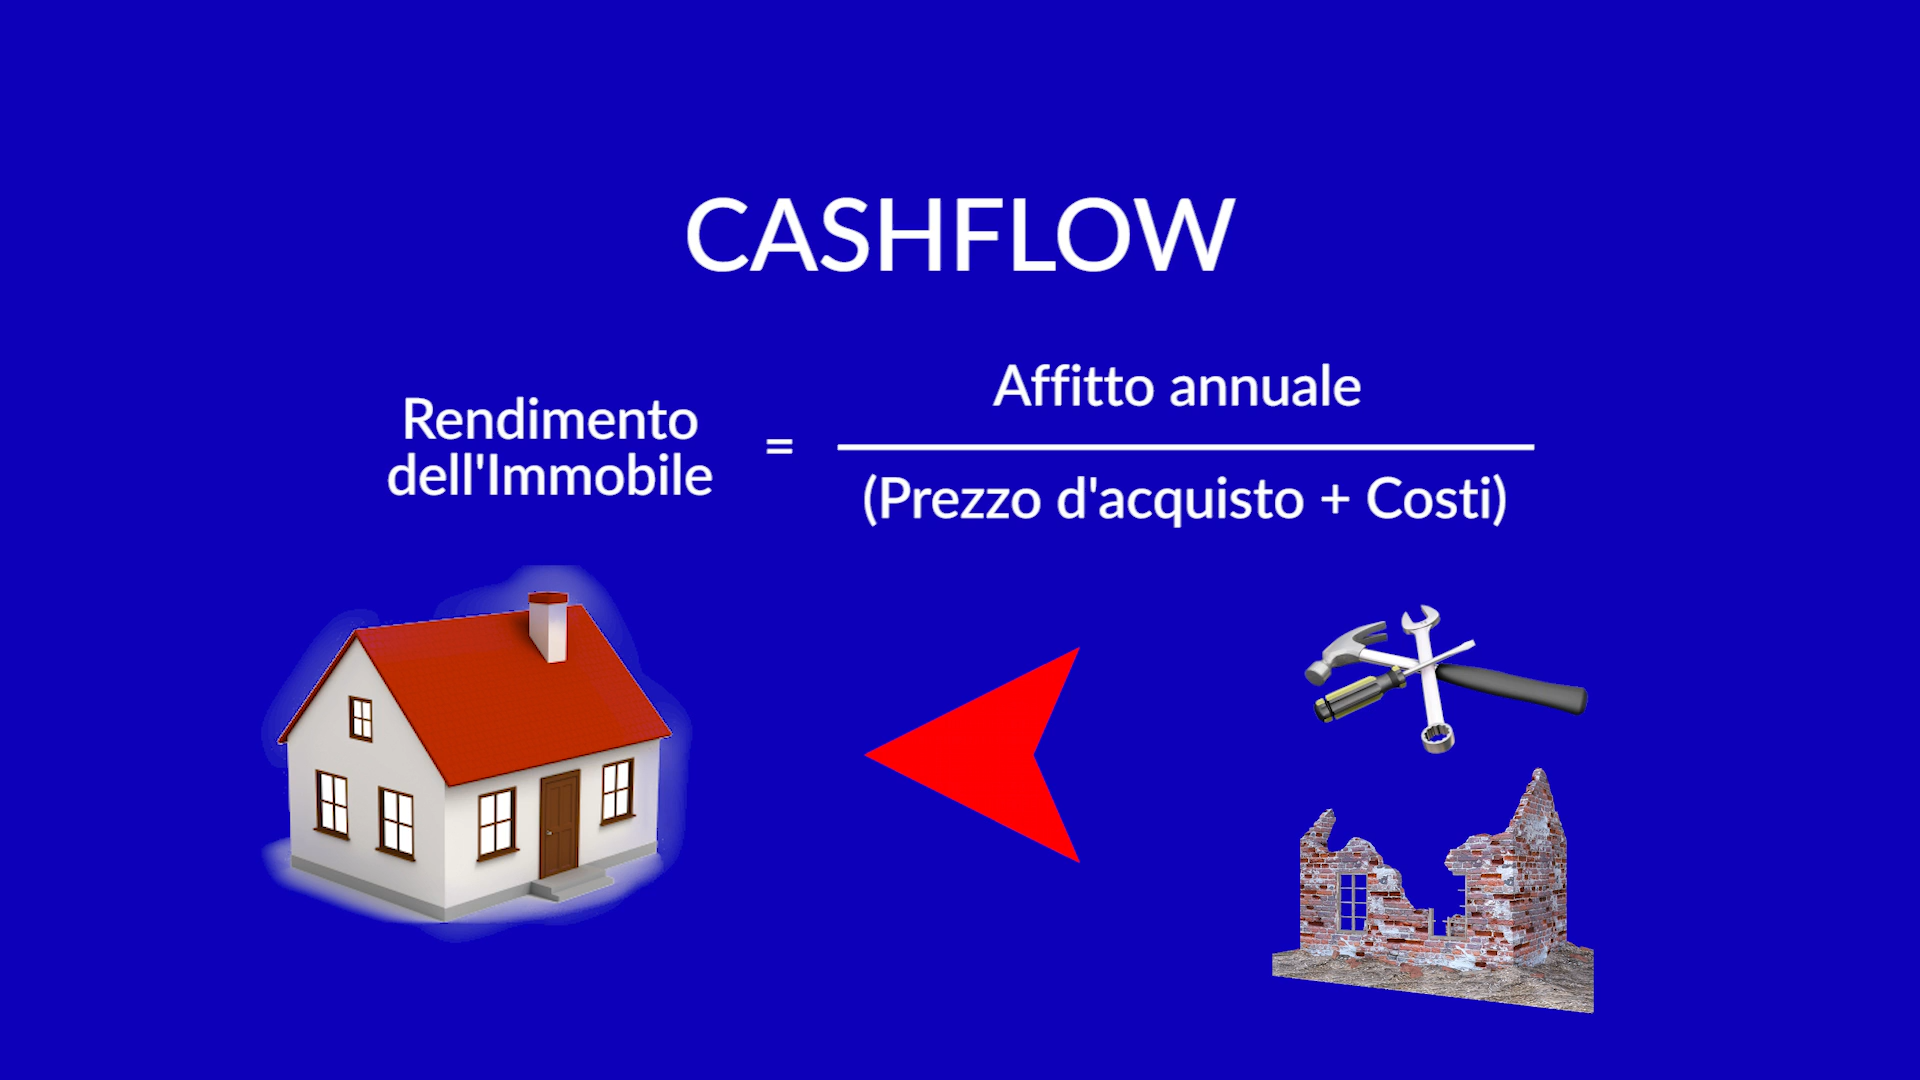 CASHFLOW
Rendimento
dell'Immobile
=
Affitto annuale
(Prezzo d'acquisto + Costi)